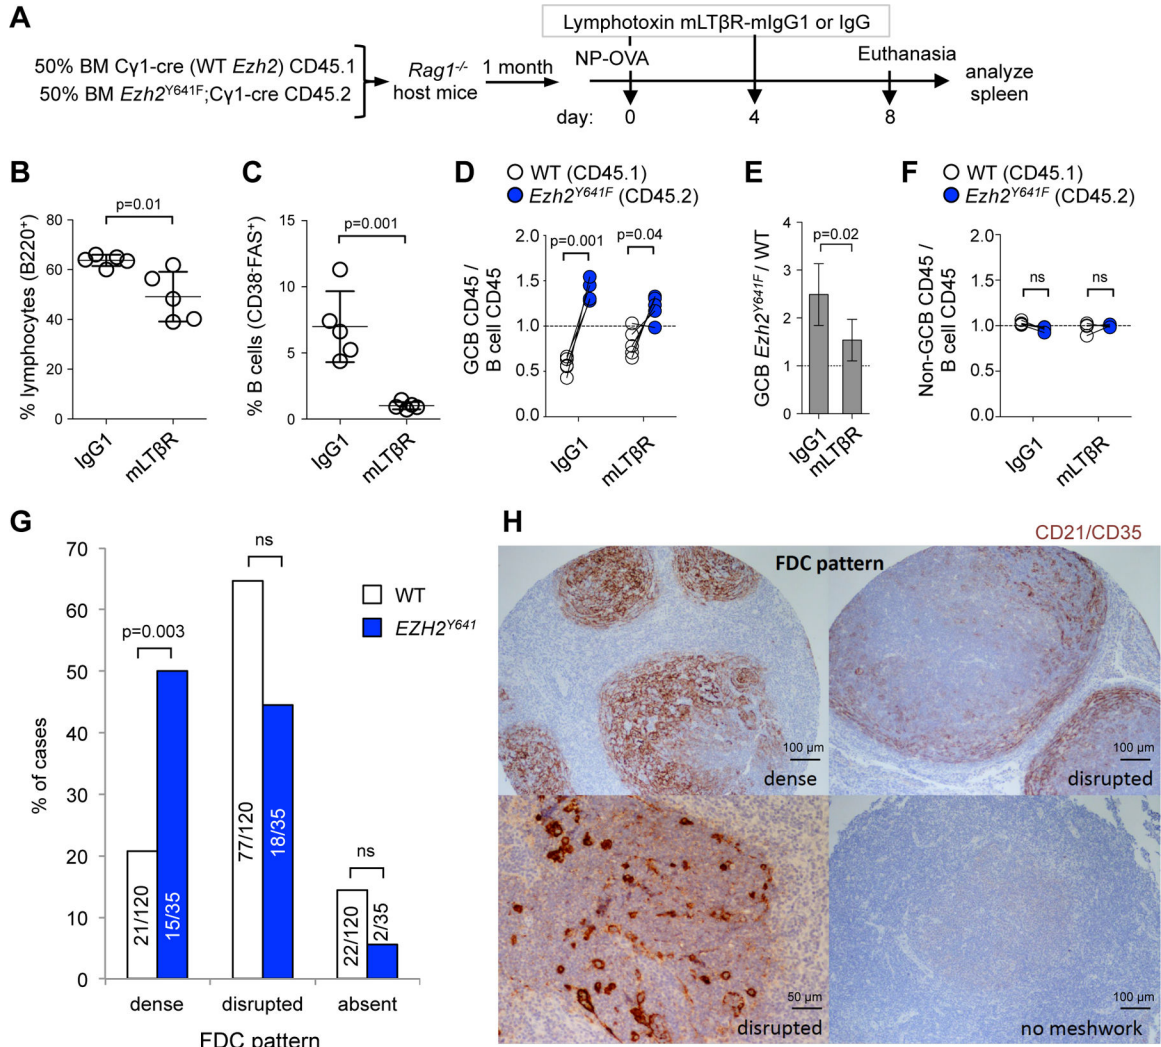 A
Lymphotoxin mLTβR-mIgG1 or IgG
50% BM Cγ1-cre (WT Ezh2) CD45.1
50% BM Ezh2Y641F;Cγ1-cre CD45.2
Rag1-/-
host mice
1 month
NP-OVA
Euthanasia
analyze
spleen
day:
0
4
8
B
% lymphocytes (B220+)
80
60
40
20
0
p=0.01
IgG1
mLTβR
C
% B cells (CD38-FAS+)
15
10
5
0
p=0.001
IgG1
mLTβR
D
WT (CD45.1)
Ezh2Y641F (CD45.2)
GCB CD45 /
B cell CD45
2.0
1.5
1.0
0.5
0.0
p=0.001
p=0.04
IgG1
mLTβR
E
GCB Ezh2Y641F / WT
4
3
2
1
0
p=0.02
IgG1
mLTβR
F
WT (CD45.1)
Ezh2Y641F (CD45.2)
Non-GCB CD45 /
B cell CD45
2.0
1.5
1.0
0.5
0.0
ns
ns
IgG1
mLTβR
G
% of cases
70
60
50
40
30
20
10
0
p=0.003
ns
ns
WT
EZH2Y641
21/120
15/35
77/120
18/35
22/120
2/35
dense
disrupted
absent
FDC pattern
H
CD21/CD35
FDC pattern
100 µm
dense
100 µm
disrupted
50 µm
disrupted
100 µm
no meshwork